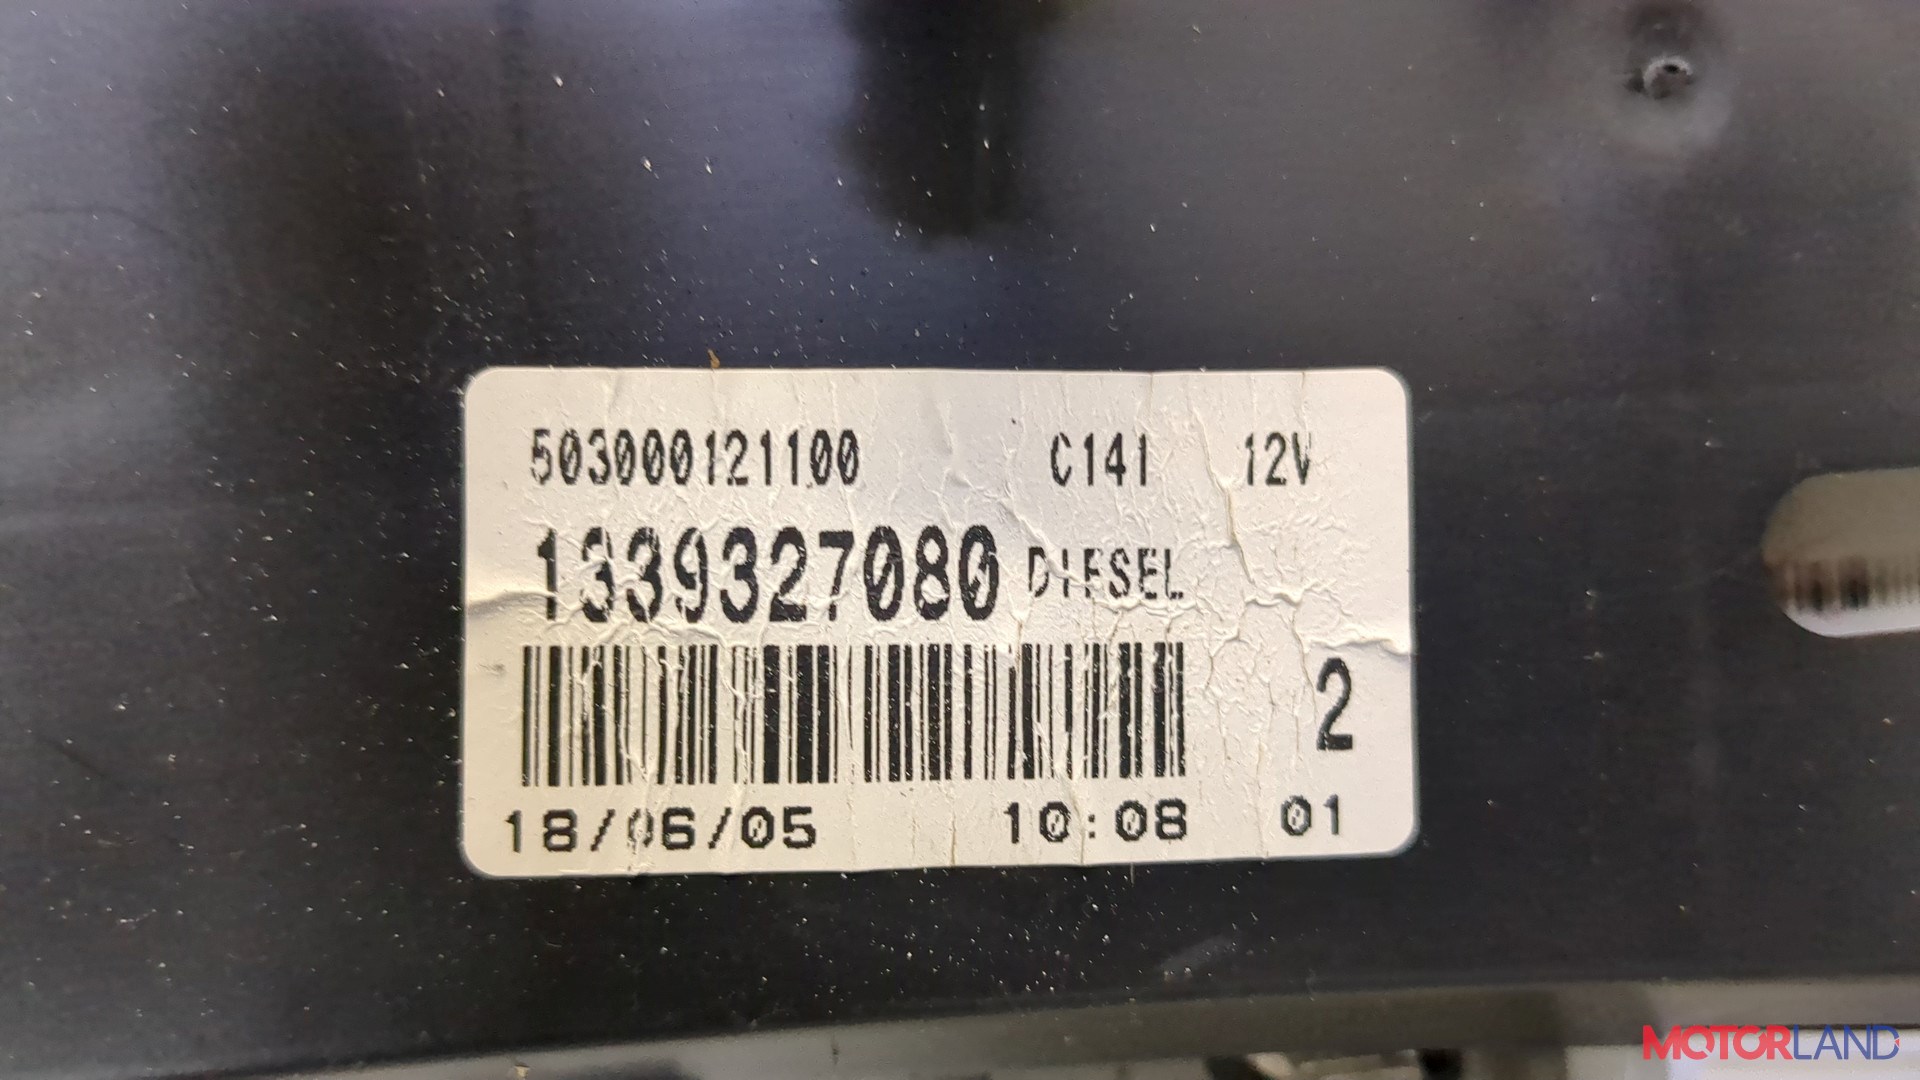 503000121100 C141 12V
1339327080 DIESEL
2
18/06/05 10:08 01
MOTORLAND